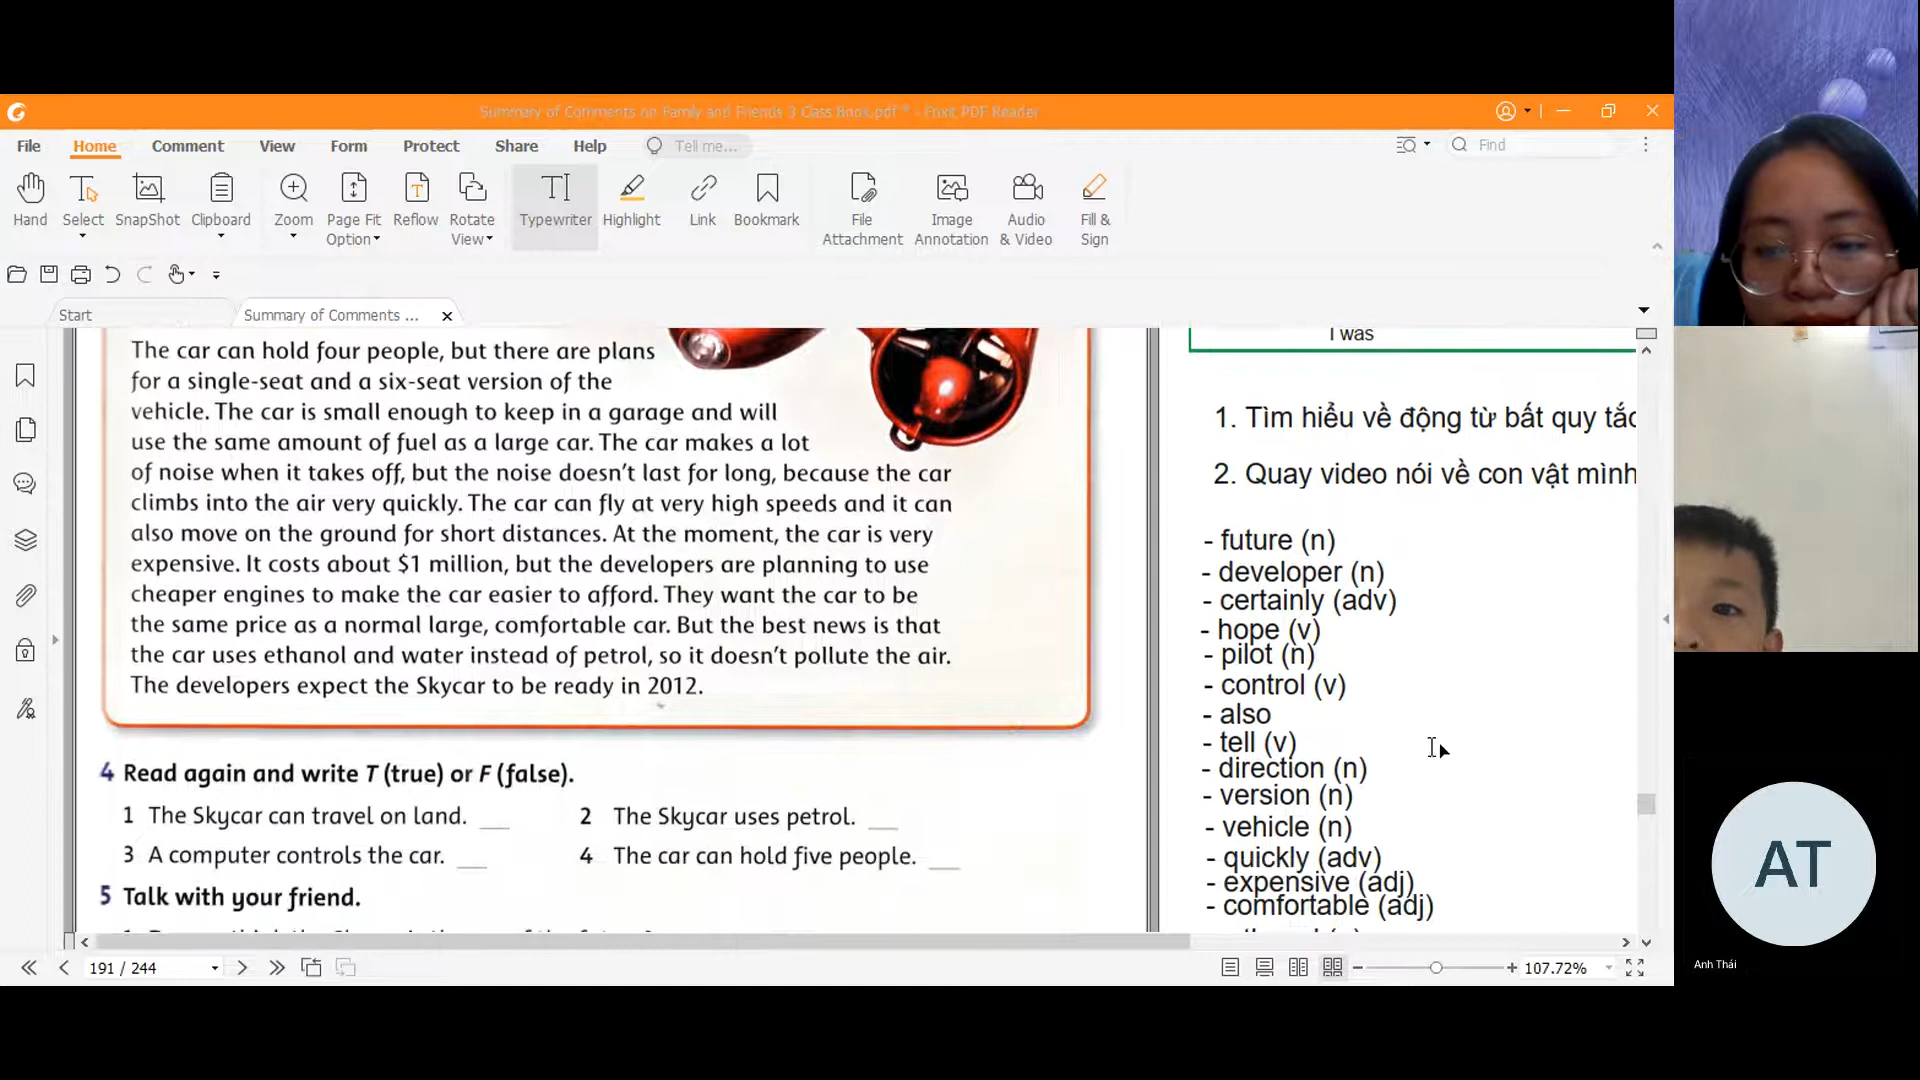 Summary of Comments on Family and Friends 3 Class Book.pdf * - Foxit PDF Reader
File Home Comment View Form Protect Share Help Tell me... Find
Hand Select SnapShot Clipboard Zoom Page Fit Option Reflow Rotate View Typewriter Highlight Link Bookmark File Attachment Image Annotation Audio & Video Fill & Sign
Start Summary of Comments ...
The car can hold four people, but there are plans
for a single-seat and a six-seat version of the
vehicle. The car is small enough to keep in a garage and will
use the same amount of fuel as a large car. The car makes a lot
of noise when it takes off, but the noise doesn't last for long, because the car
climbs into the air very quickly. The car can fly at very high speeds and it can
also move on the ground for short distances. At the moment, the car is very
expensive. It costs about $1 million, but the developers are planning to use
cheaper engines to make the car easier to afford. They want the car to be
the same price as a normal large, comfortable car. But the best news is that
the car uses ethanol and water instead of petrol, so it doesn't pollute the air.
The developers expect the Skycar to be ready in 2012.
4 Read again and write T (true) or F (false).
1 The Skycar can travel on land. ___ 2 The Skycar uses petrol. ___
3 A computer controls the car. ___ 4 The car can hold five people. ___
5 Talk with your friend.
I was
1. Tìm hiểu về động từ bất quy tắc
2. Quay video nói về con vật mình
- future (n)
- developer (n)
- certainly (adv)
- hope (v)
- pilot (n)
- control (v)
- also
- tell (v)
- direction (n)
- version (n)
- vehicle (n)
- quickly (adv)
- expensive (adj)
- comfortable (adj)
191 / 244 107.72%
AT
Anh Thái